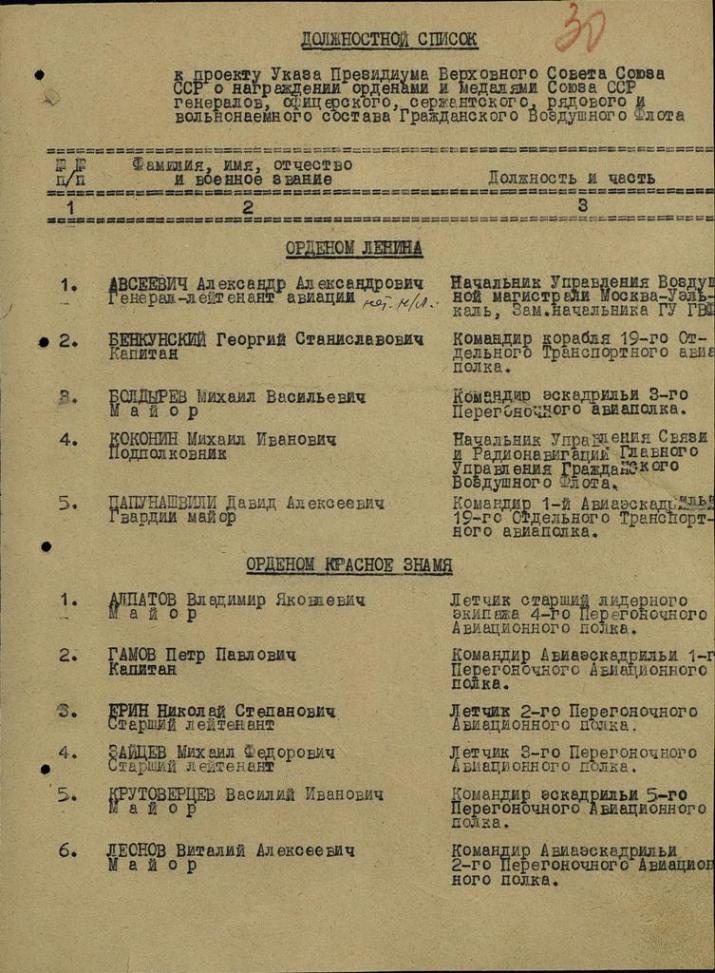 30
ДОЛЖНОСТНОЙ СПИСОК
к проекту Указа Президиума Верховного Совета Союза
ССР о награждении орденами и медалями Союза ССР
генералов, офицерского, сержантского, рядового и
вольнонаемного состава Гражданского Воздушного Флота
№№ Фамилия, имя, отчество
п/п и военное звание Должность и часть
1 2 3
ОРДЕНОМ ЛЕНИНА
1. АВСЕЕВИЧ Александр Александрович Начальник Управления Воздуш
Генерал-лейтенант авиации ной магистрали Москва-Уэль-
каль, Зам.начальника ГУ ГВФ
2. БЕНКУНСКИЙ Георгий Станиславович Командир корабля 19-го От-
Капитан дельного Транспортного авиа
полка.
3. БОЛДЫРЕВ Михаил Васильевич Командир эскадрильи 3-го
М а й о р Перегоночного авиаполка.
4. КОКОНИН Михаил Иванович Начальник Управления Связи
Подполковник и Радионавигации Главного
Управления Гражданского
Воздушного Флота.
5. ПАПУНАШВИЛИ Давид Алексеевич Командир 1-й Авиаэскадрильи
Гвардии майор 19-го Отдельного Транспорт-
ного авиаполка.
ОРДЕНОМ КРАСНОЕ ЗНАМЯ
1. АЛПАТОВ Владимир Яковлевич Летчик старший лидерного
М а й о р экипажа 4-го Перегоночного
Авиационного полка.
2. ГАМОВ Петр Павлович Командир Авиаэскадрильи 1-г
Капитан Перегоночного Авиационного
полка.
3. ЕРИН Николай Степанович Летчик 2-го Перегоночного
Старший лейтенант Авиационного полка.
4. ЗАЙЦЕВ Михаил Федорович Летчик 3-го Перегоночного
Старший лейтенант Авиационного полка.
5. КРУТОВЕРЦЕВ Василий Иванович Командир эскадрильи 5-го
М а й о р Перегоночного Авиационного
полка.
6. ЛЕОНОВ Виталий Алексеевич Командир Авиаэскадрильи
М а й о р 2-го Перегоночного Авиацион
ного полка.